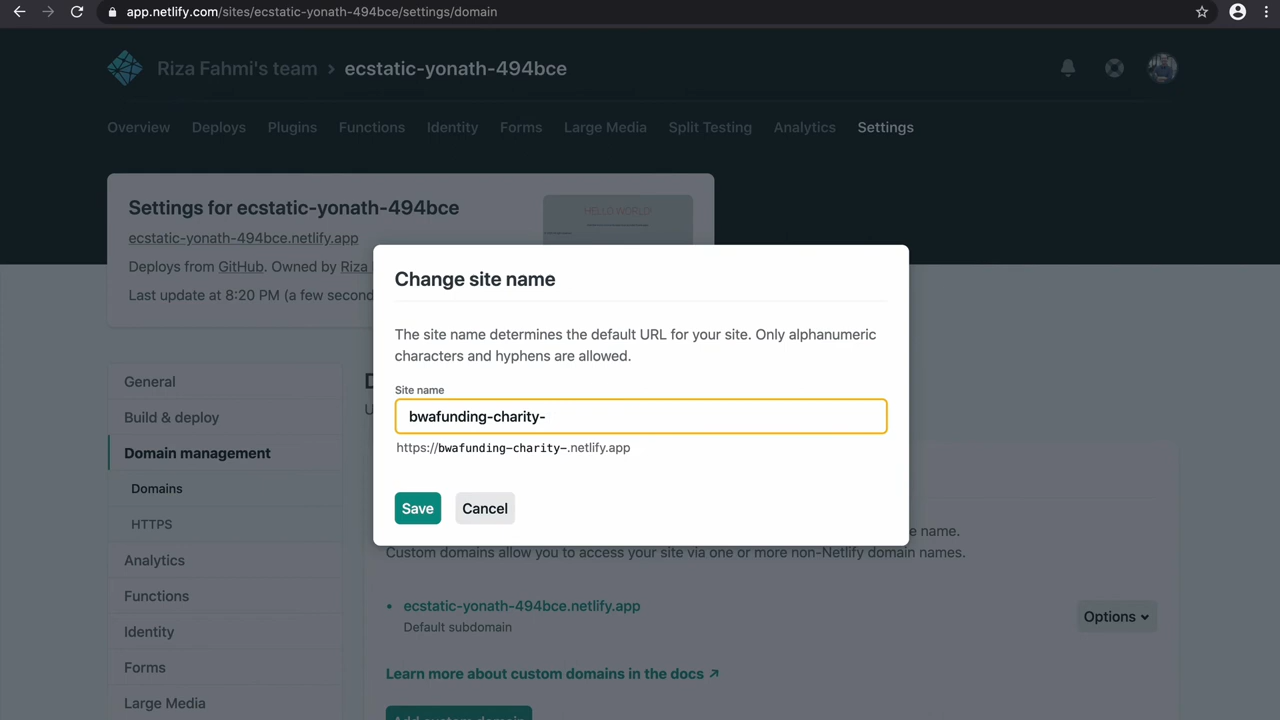 app.netlify.com/sites/ecstatic-yonath-494bce/settings/domain
Riza Fahmi's team › ecstatic-yonath-494bce
Overview Deploys Plugins Functions Identity Forms Large Media Split Testing Analytics Settings
Settings for ecstatic-yonath-494bce
HELLO WORLD
ecstatic-yonath-494bce.netlify.app
Deploys from GitHub. Owned by Riza
Last update at 8:20 PM (a few second
Change site name
The site name determines the default URL for your site. Only alphanumeric
characters and hyphens are allowed.
Site name
bwafunding-charity-
https://bwafunding-charity-.netlify.app
Save Cancel
General
Build & deploy
Domain management
Domains
HTTPS
Analytics
Functions
Identity
Forms
Large Media
e name.
Custom domains allow you to access your site via one or more non-Netlify domain names.
• ecstatic-yonath-494bce.netlify.app
Default subdomain
Options
Learn more about custom domains in the docs ↗
Add custom domain